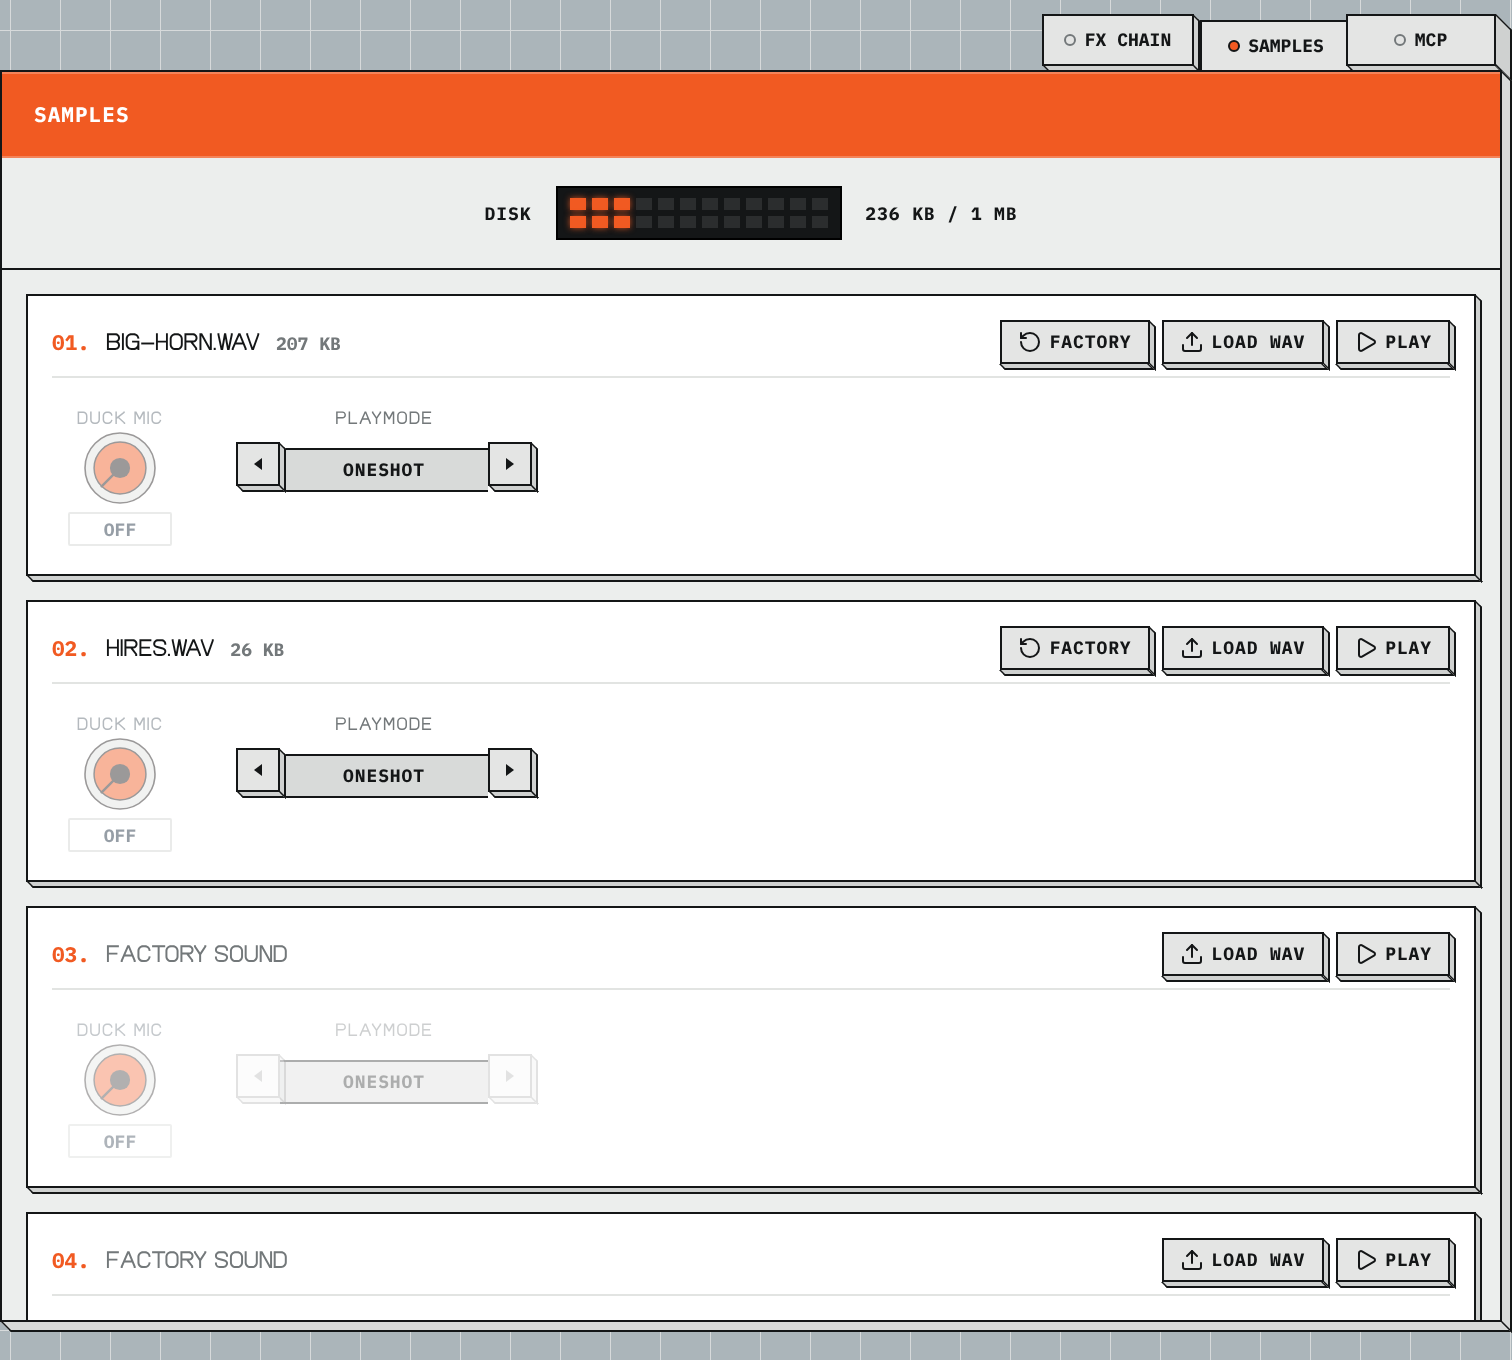 FX CHAIN
SAMPLES
MCP
SAMPLES
DISK
236 KB / 1 MB
01. BIG-HORN.WAV 207 KB
FACTORY
LOAD WAV
PLAY
DUCK MIC
PLAYMODE
ONESHOT
OFF
02. HIRES.WAV 26 KB
FACTORY
LOAD WAV
PLAY
DUCK MIC
PLAYMODE
ONESHOT
OFF
03. FACTORY SOUND
LOAD WAV
PLAY
DUCK MIC
PLAYMODE
ONESHOT
OFF
04. FACTORY SOUND
LOAD WAV
PLAY